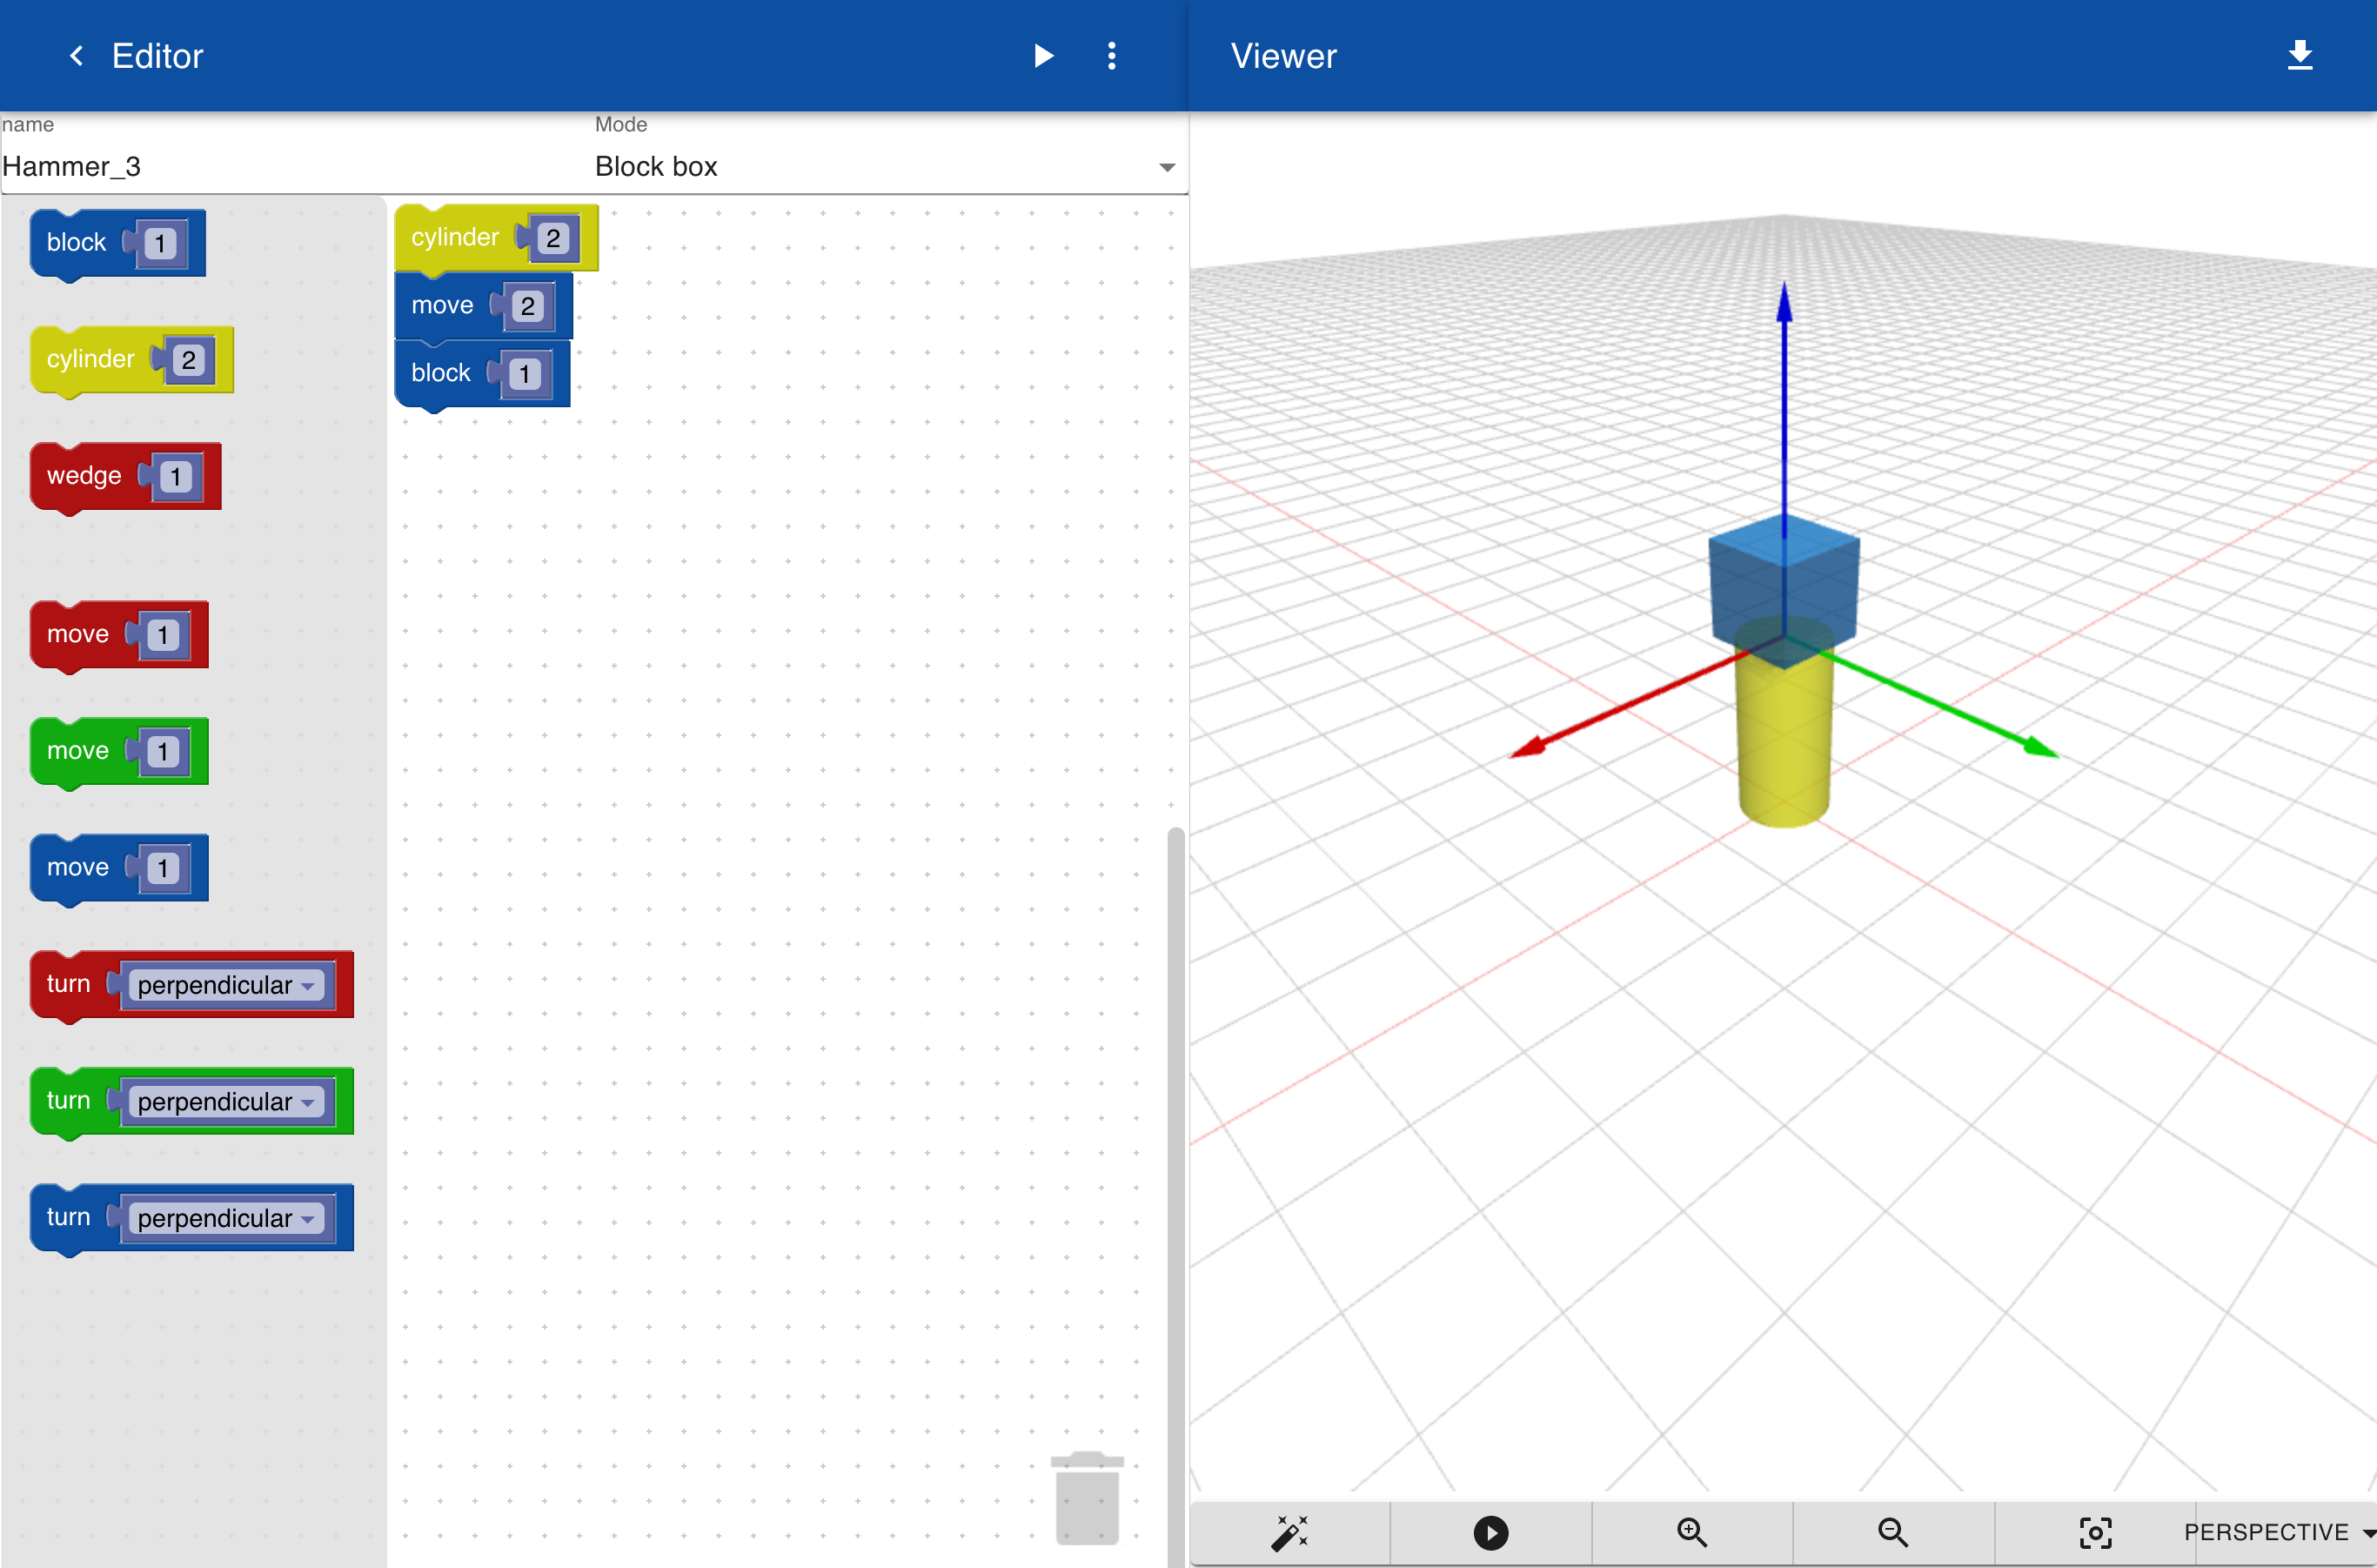 Editor
Viewer
name
Mode
Hammer_3
Block box
block 1
cylinder 2
wedge 1
move 1
move 1
move 1
turn perpendicular
turn perpendicular
turn perpendicular
cylinder 2
move 2
block 1
PERSPECTIVE